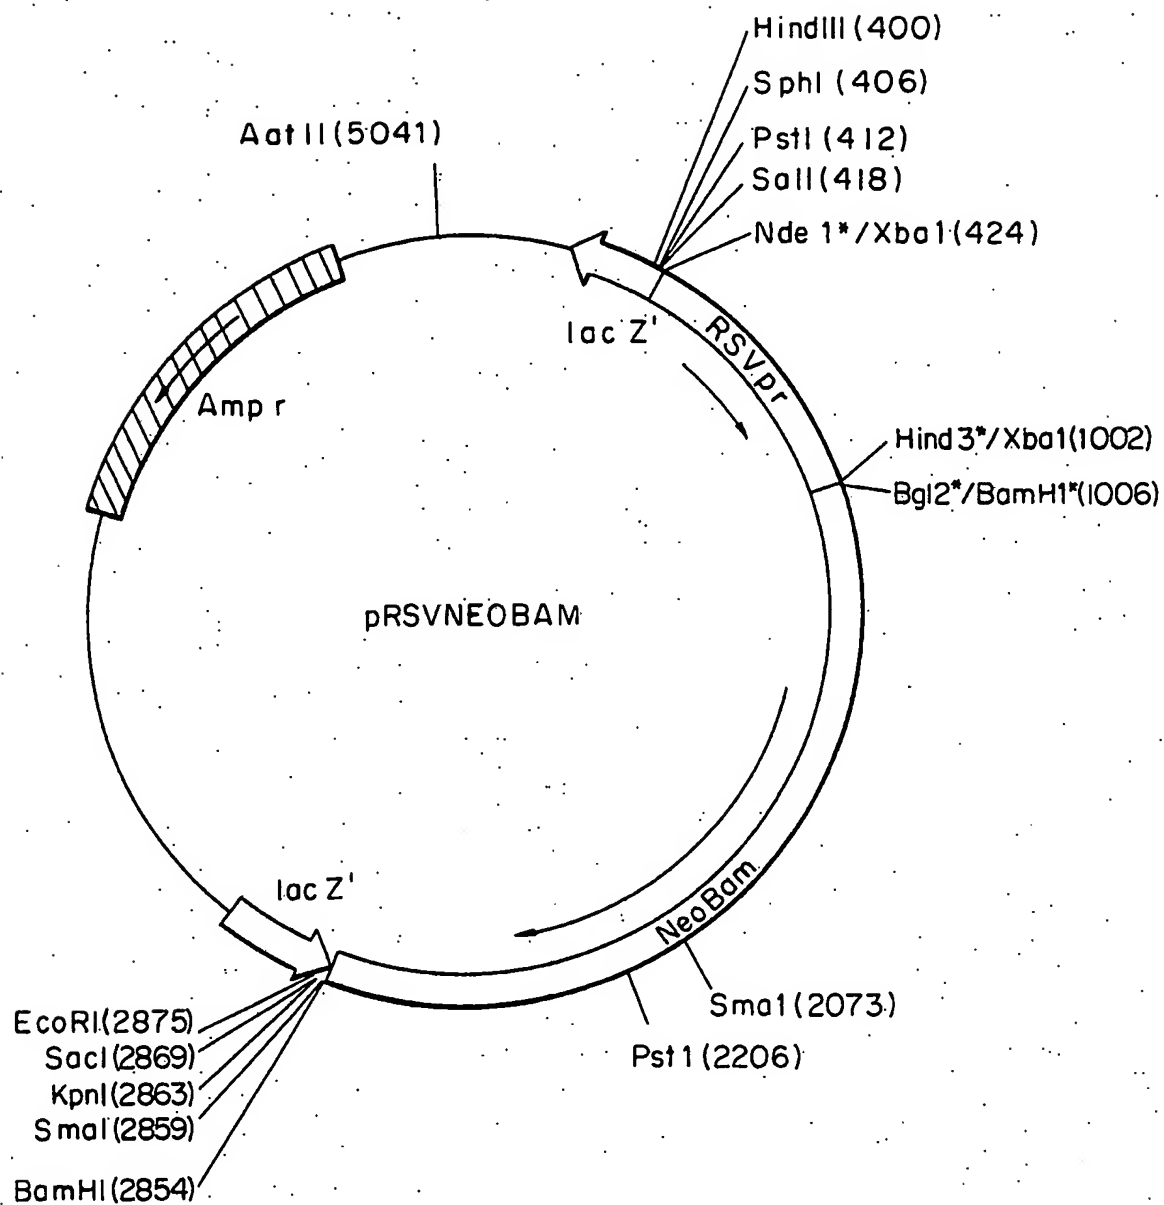 HindIII (400)
SphI (406)
AatII (5041)
PstI (412)
SalI (418)
Nde 1*/Xba1 (424)
lac Z'
RSVpr
Amp r
Hind3*/Xba1(1002)
Bgl2*/BamH1*(1006)
pRSVNEOBAM
lac Z'
NeoBam
Sma1 (2073)
Pst 1 (2206)
EcoRI (2875)
SacI (2869)
KpnI (2863)
SmaI (2859)
BamHI (2854)